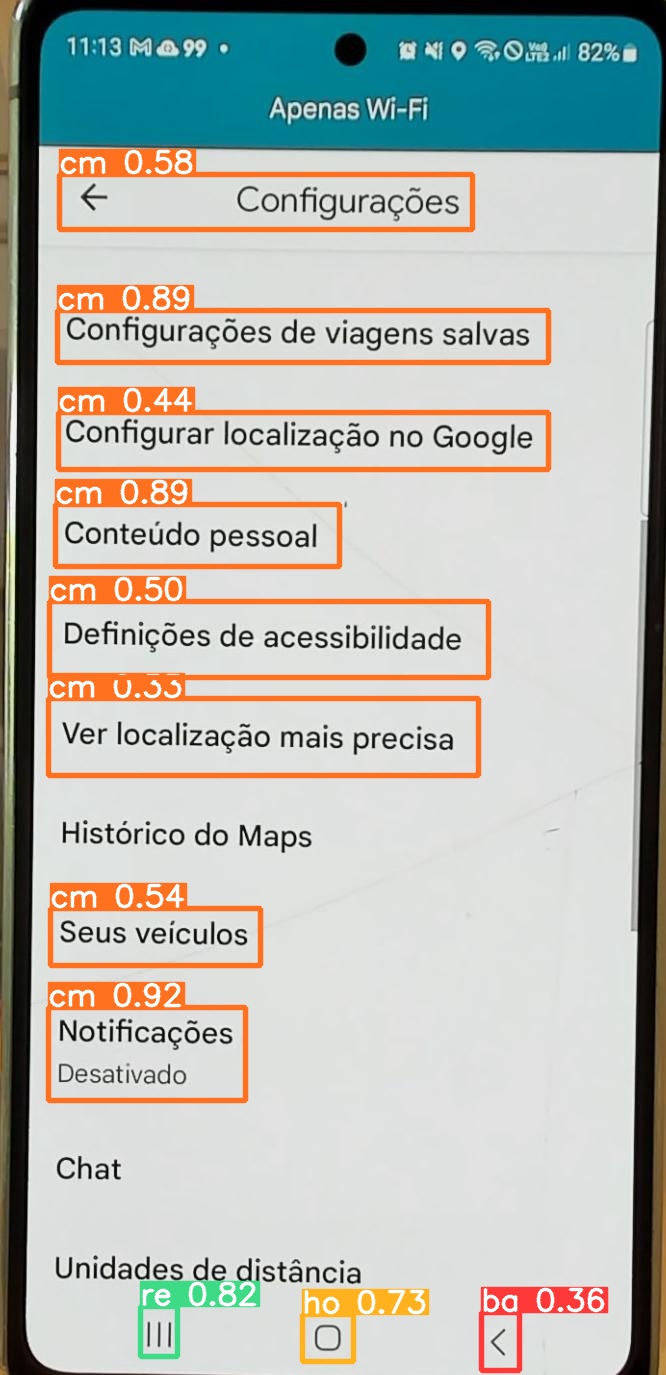 11:13 99 82%
Apenas Wi-Fi
cm 0.58
Configurações
cm 0.89
Configurações de viagens salvas
cm 0.44
Configurar localização no Google
cm 0.89
Conteúdo pessoal
cm 0.50
Definições de acessibilidade
cm
Ver localização mais precisa
Histórico do Maps
cm 0.54
Seus veículos
cm 0.92
Notificações
Desativado
Chat
Unidades de distância
re 0.82 ho 0.73 ba 0.36